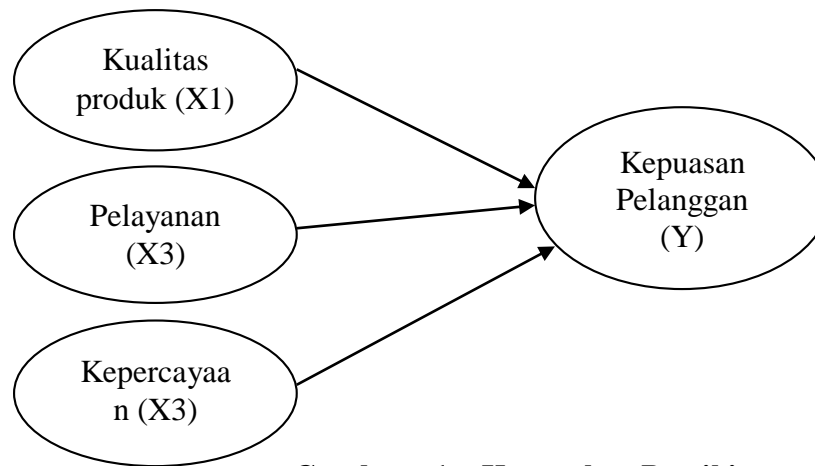 Kualitas
produk (X1)
Pelayanan
(X3)
Kepercayaa
n (X3)
Kepuasan
Pelanggan
(Y)